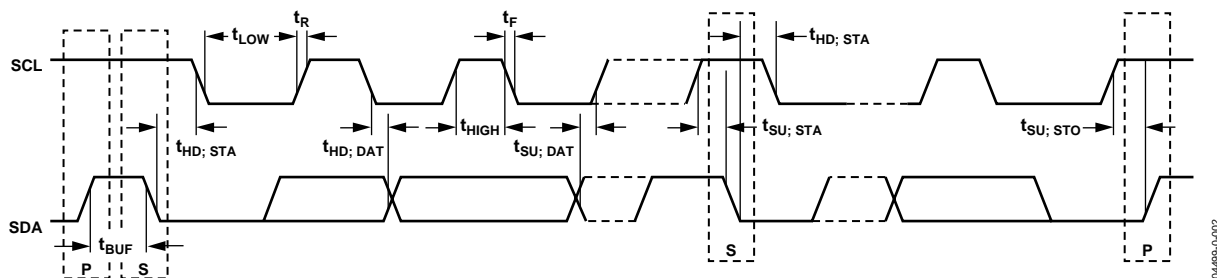 tR
tF
tLOW
tHD; STA
SCL
tHD; STA
tHD; DAT
tHIGH
tSU; DAT
tSU; STA
tSU; STO
SDA
tBUF
P
S
S
P
04499-0-002